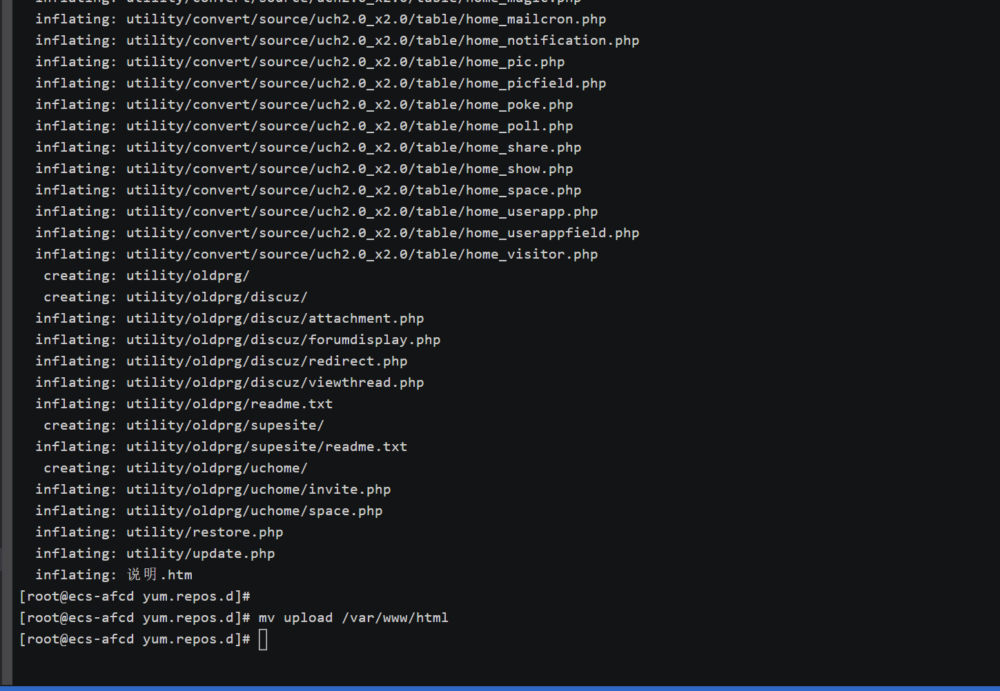 inflating: utility/convert/source/uch2.0_x2.0/table/home_magic.php
inflating: utility/convert/source/uch2.0_x2.0/table/home_mailcron.php
inflating: utility/convert/source/uch2.0_x2.0/table/home_notification.php
inflating: utility/convert/source/uch2.0_x2.0/table/home_pic.php
inflating: utility/convert/source/uch2.0_x2.0/table/home_picfield.php
inflating: utility/convert/source/uch2.0_x2.0/table/home_poke.php
inflating: utility/convert/source/uch2.0_x2.0/table/home_poll.php
inflating: utility/convert/source/uch2.0_x2.0/table/home_share.php
inflating: utility/convert/source/uch2.0_x2.0/table/home_show.php
inflating: utility/convert/source/uch2.0_x2.0/table/home_space.php
inflating: utility/convert/source/uch2.0_x2.0/table/home_userapp.php
inflating: utility/convert/source/uch2.0_x2.0/table/home_userappfield.php
inflating: utility/convert/source/uch2.0_x2.0/table/home_visitor.php
creating: utility/oldprg/
creating: utility/oldprg/discuz/
inflating: utility/oldprg/discuz/attachment.php
inflating: utility/oldprg/discuz/forumdisplay.php
inflating: utility/oldprg/discuz/redirect.php
inflating: utility/oldprg/discuz/viewthread.php
inflating: utility/oldprg/readme.txt
creating: utility/oldprg/supesite/
inflating: utility/oldprg/supesite/readme.txt
creating: utility/oldprg/uchome/
inflating: utility/oldprg/uchome/invite.php
inflating: utility/oldprg/uchome/space.php
inflating: utility/restore.php
inflating: utility/update.php
inflating: 说明.htm
[root@ecs-afcd yum.repos.d]#
[root@ecs-afcd yum.repos.d]# mv upload /var/www/html
[root@ecs-afcd yum.repos.d]#